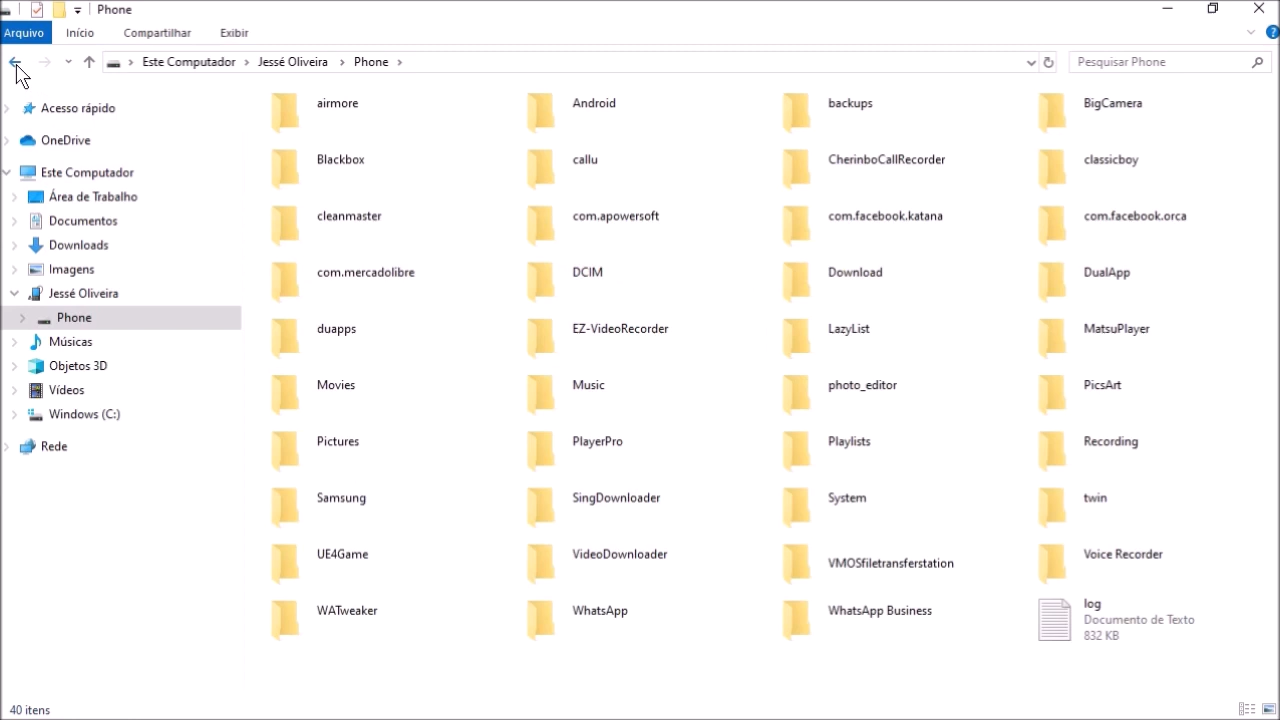 Phone
Arquivo
Início
Compartilhar
Exibir
Este Computador
Jessé Oliveira
Phone
Pesquisar Phone
Acesso rápido
OneDrive
Este Computador
Área de Trabalho
Documentos
Downloads
Imagens
Jessé Oliveira
Phone
Músicas
Objetos 3D
Vídeos
Windows (C:)
Rede
airmore
Android
backups
BigCamera
Blackbox
callu
CherinboCallRecorder
classicboy
cleanmaster
com.apowersoft
com.facebook.katana
com.facebook.orca
com.mercadolibre
DCIM
Download
DualApp
duapps
EZ-VideoRecorder
LazyList
MatsuPlayer
Movies
Music
photo_editor
PicsArt
Pictures
PlayerPro
Playlists
Recording
Samsung
SingDownloader
System
twin
UE4Game
VideoDownloader
VMOSfiletransferstation
Voice Recorder
WATweaker
WhatsApp
WhatsApp Business
log
Documento de Texto
832 KB
40 itens